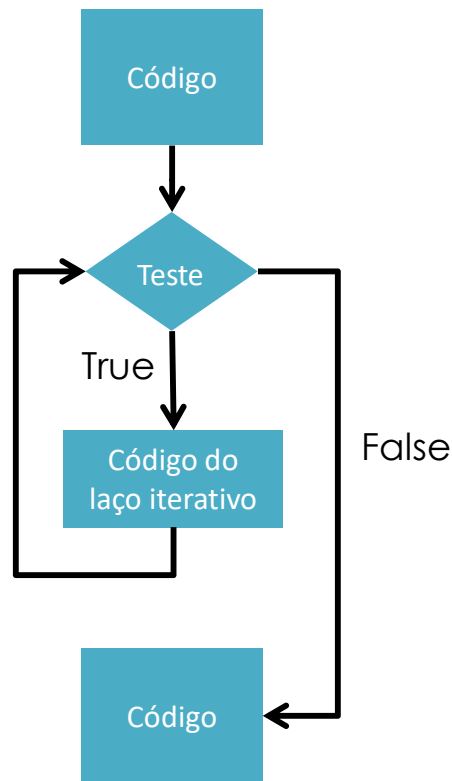 Código
Teste
True
False
Código do
laço iterativo
Código